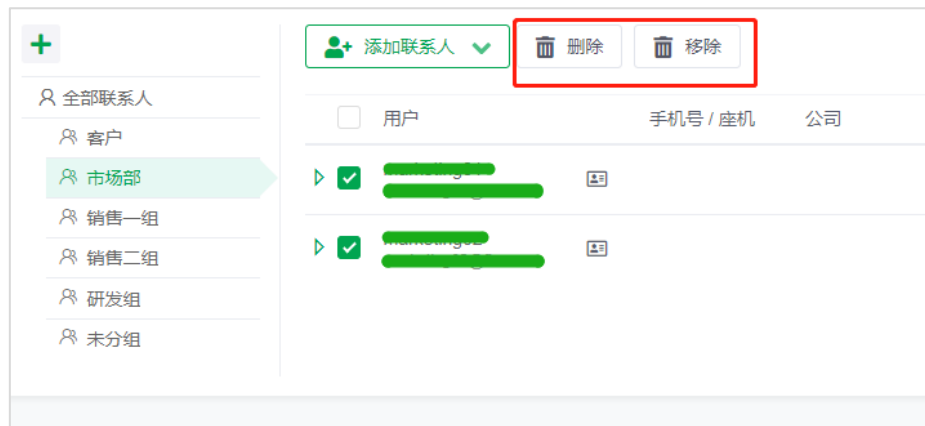 添加联系人 删除 移除
全部联系人
用户 手机号 / 座机 公司
客户
市场部
销售一组
销售二组
研发组
未分组